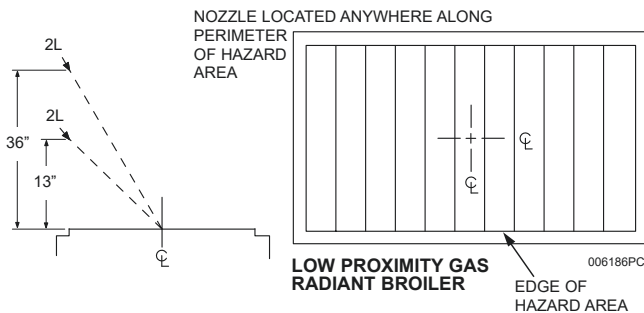 NOZZLE LOCATED ANYWHERE ALONG
PERIMETER
OF HAZARD
AREA
2L
2L
36”
13”
℄
℄
℄
LOW PROXIMITY GAS
RADIANT BROILER
006186PC
EDGE OF
HAZARD AREA